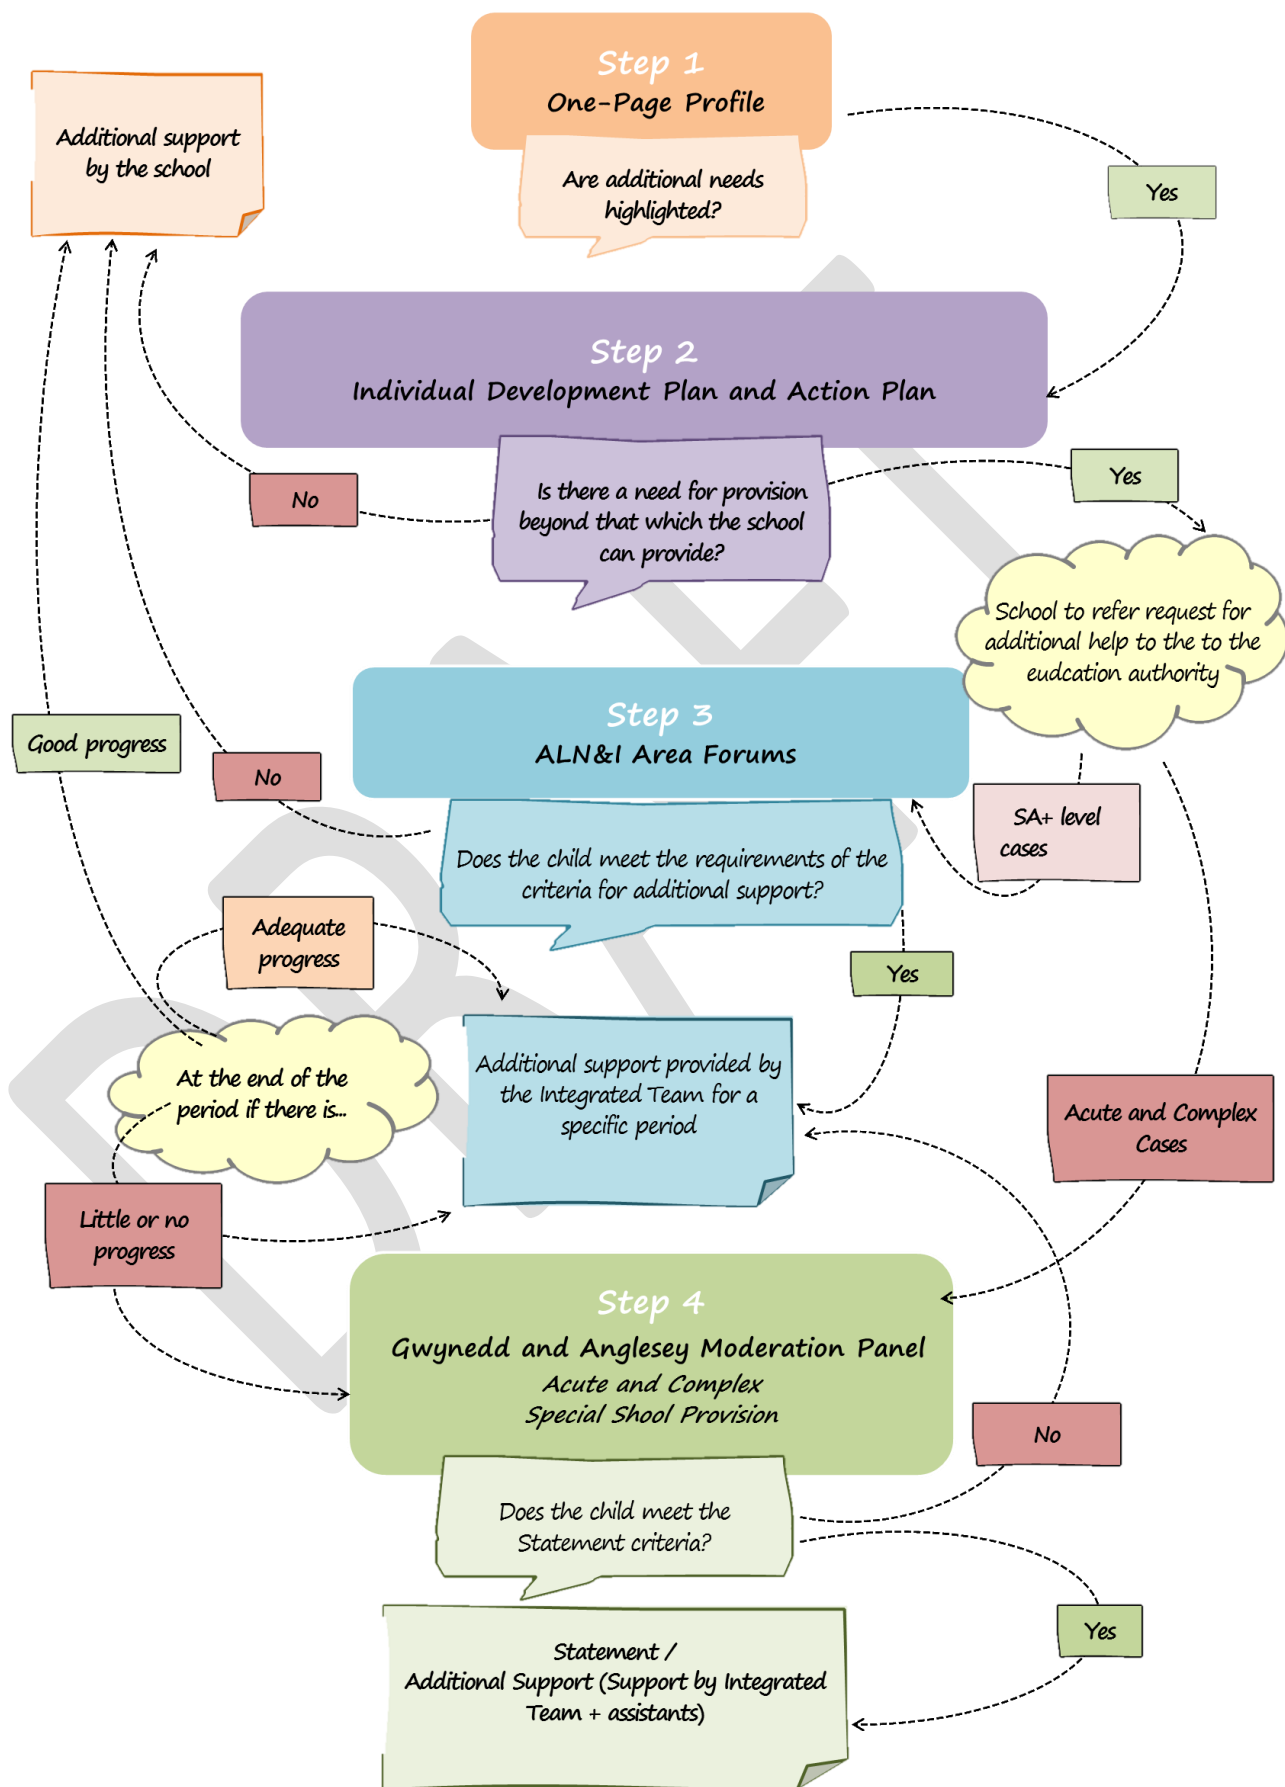 Step 1
One-Page Profile
Are additional needs
highlighted?
Additional support
by the school
Yes
Step 2
Individual Development Plan and Action Plan
Is there a need for provision
beyond that which the school
can provide?
No
Yes
School to refer request for
additional help to the to the
eudcation authority
Step 3
ALN&I Area Forums
Does the child meet the requirements of the
criteria for additional support?
Good progress
No
SA+ level
cases
Adequate
progress
Yes
At the end of the
period if there is...
Additional support provided by
the Integrated Team for a
specific period
Acute and Complex
Cases
Little or no
progress
Step 4
Gwynedd and Anglesey Moderation Panel
Acute and Complex
Special Shool Provision
No
Does the child meet the
Statement criteria?
Yes
Statement /
Additional Support (Support by Integrated
Team + assistants)